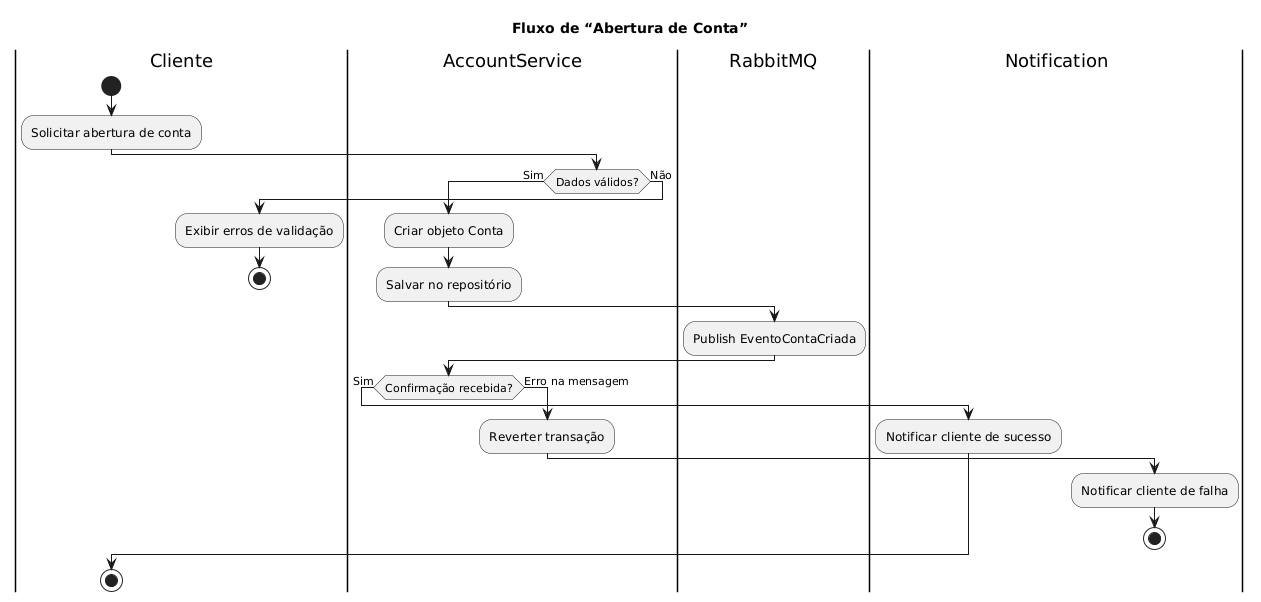 Fluxo de “Abertura de Conta”
Cliente
AccountService
RabbitMQ
Notification
Solicitar abertura de conta
Sim
Dados válidos?
Não
Exibir erros de validação
Criar objeto Conta
Salvar no repositório
Publish EventoContaCriada
Sim
Confirmação recebida?
Erro na mensagem
Reverter transação
Notificar cliente de sucesso
Notificar cliente de falha